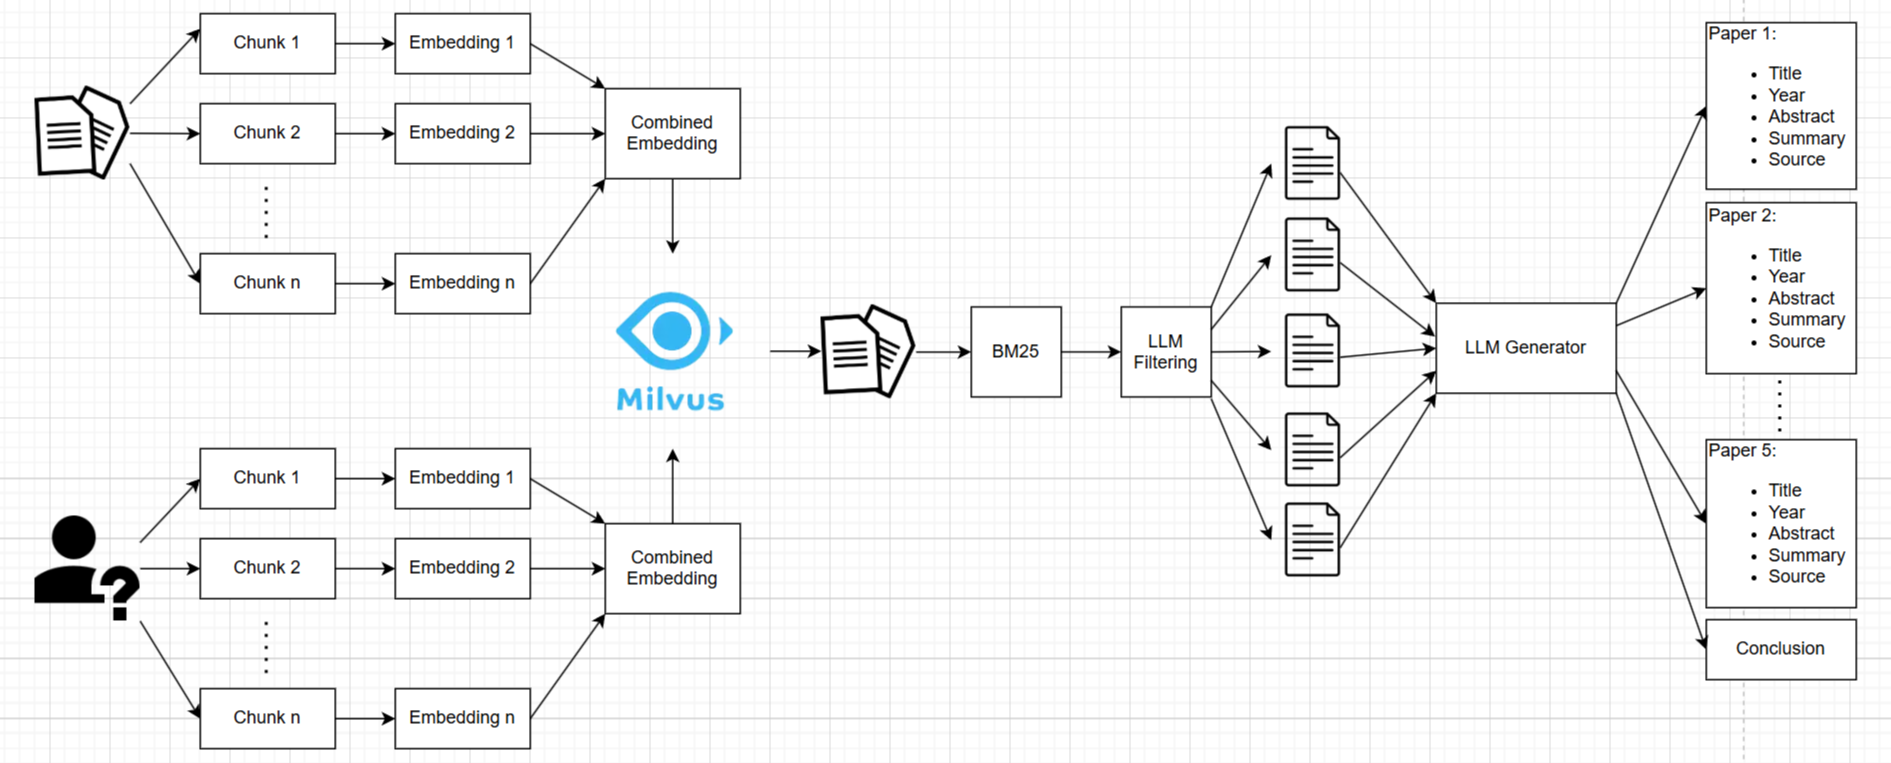 Chunk 1
Embedding 1
Chunk 2
Embedding 2
Combined
Embedding
Chunk n
Embedding n
Milvus
Chunk 1
Embedding 1
Chunk 2
Embedding 2
Combined
Embedding
Chunk n
Embedding n
BM25
LLM
Filtering
LLM Generator
Paper 1:
• Title
• Year
• Abstract
• Summary
• Source
Paper 2:
• Title
• Year
• Abstract
• Summary
• Source
Paper 5:
• Title
• Year
• Abstract
• Summary
• Source
Conclusion